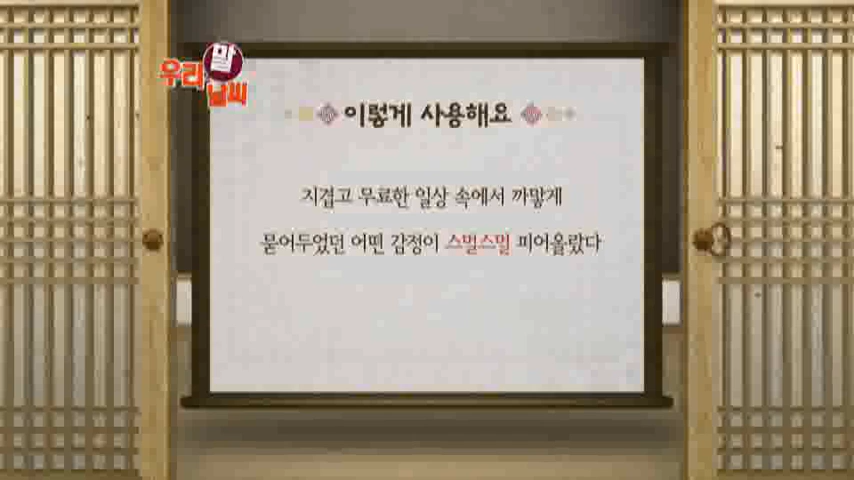 우리말
날씨
이렇게 사용해요
지겹고 무료한 일상 속에서 까맣게
묻어두었던 어떤 감정이 스멀스멀 피어올랐다